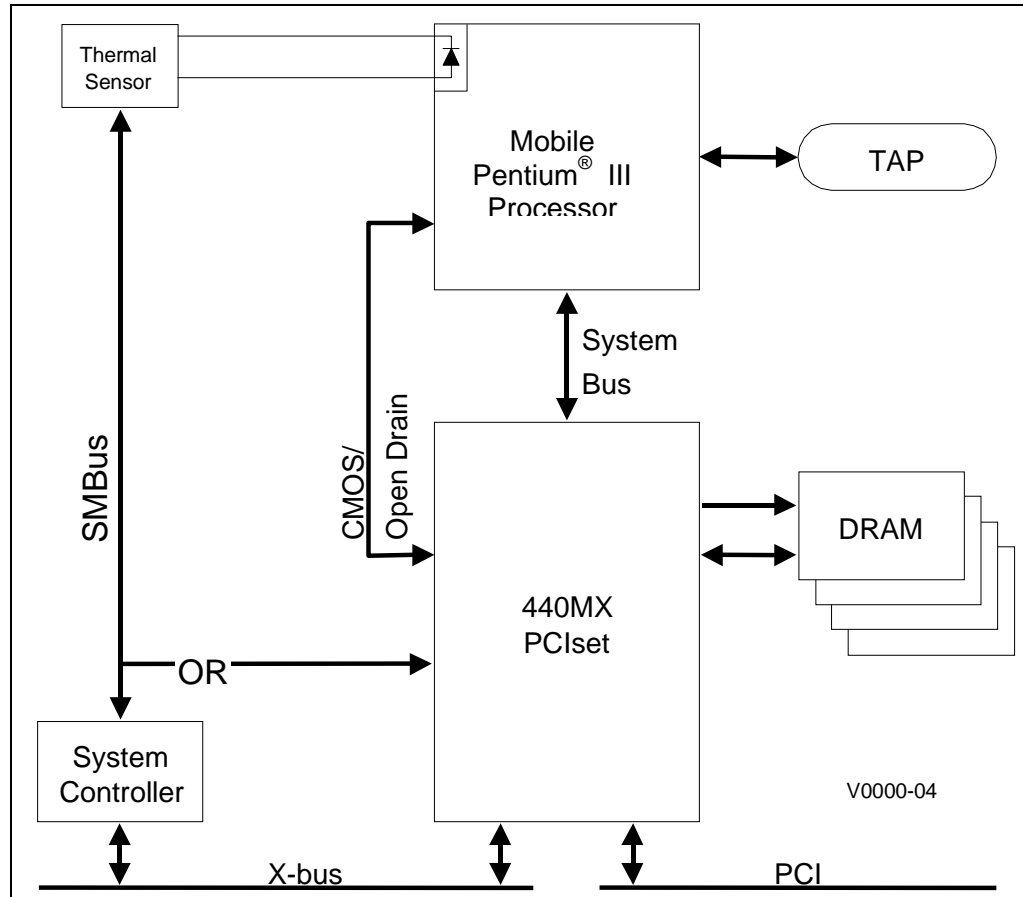 Thermal
Sensor
Mobile
Pentium® III
Processor
TAP
System
Bus
SMBus
CMOS/
Open Drain
DRAM
440MX
PCIset
OR
System
Controller
V0000-04
X-bus
PCI